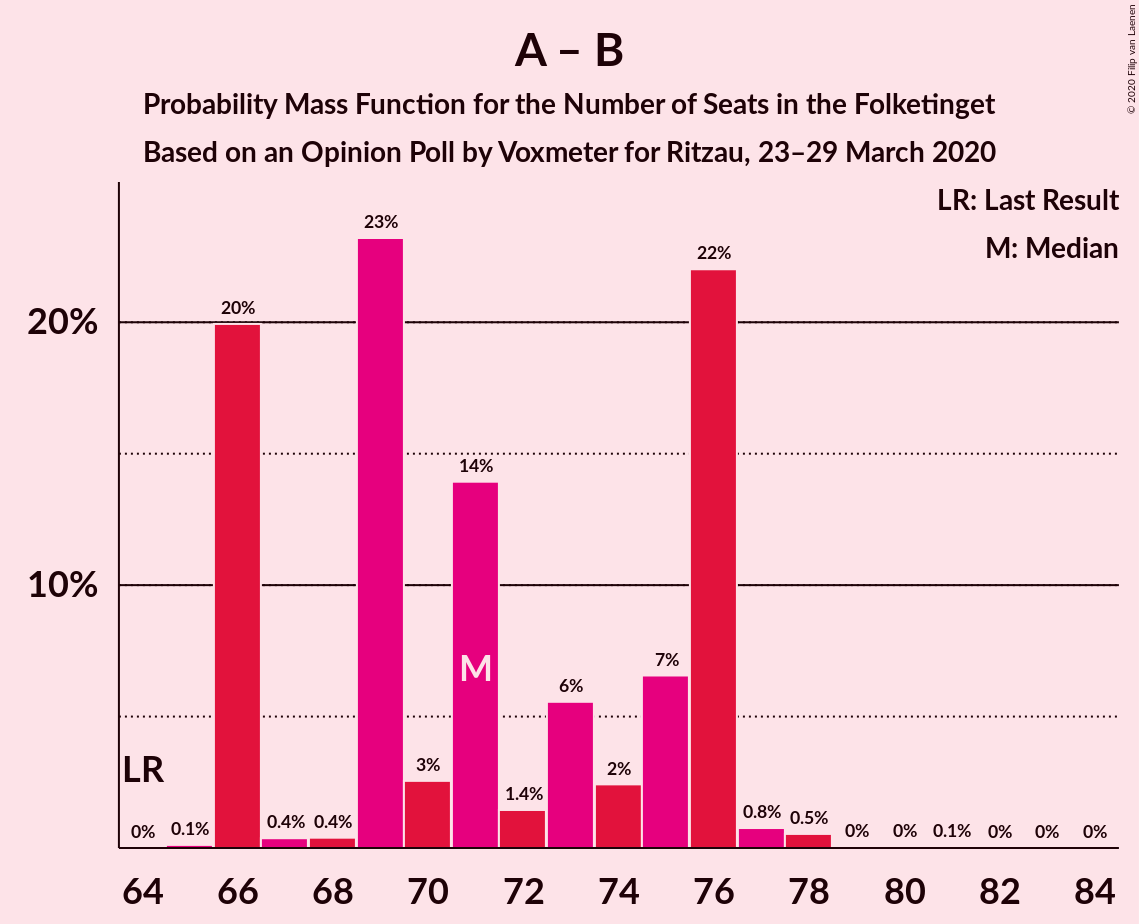 A – B
Probability Mass Function for the Number of Seats in the Folketinget
Based on an Opinion Poll by Voxmeter for Ritzau, 23–29 March 2020
© 2020 Filip van Laenen
LR: Last Result
M: Median
20%
10%
LR
M
0%
0.1%
20%
0.4%
0.4%
23%
3%
14%
1.4%
6%
2%
7%
22%
0.8%
0.5%
0%
0%
0.1%
0%
0%
0%
64 66 68 70 72 74 76 78 80 82 84